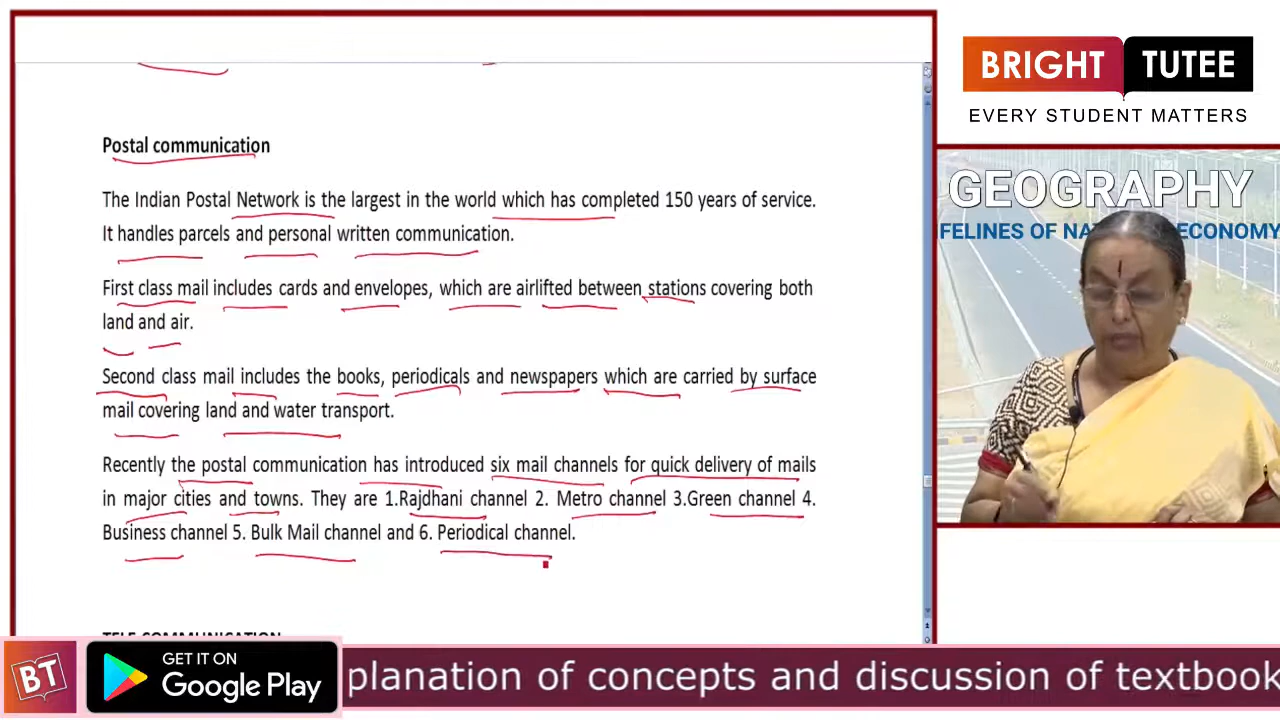 BRIGHT TUTEE
EVERY STUDENT MATTERS
Postal communication
The Indian Postal Network is the largest in the world which has completed 150 years of service.
It handles parcels and personal written communication.
First class mail includes cards and envelopes, which are airlifted between stations covering both
land and air.
Second class mail includes the books, periodicals and newspapers which are carried by surface
mail covering land and water transport.
Recently the postal communication has introduced six mail channels for quick delivery of mails
in major cities and towns. They are 1.Rajdhani channel 2. Metro channel 3.Green channel 4.
Business channel 5. Bulk Mail channel and 6. Periodical channel.
GEOGRAPHY
FELINES OF NA ECONOMY
BT
GET IT ON
Google Play
planation of concepts and discussion of textbook